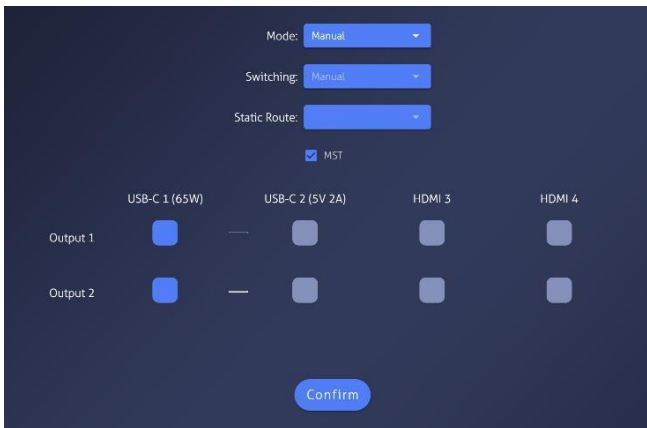 Mode: Manual
Switching: Manual
Static Route:
MST
USB-C 1 (65W) USB-C 2 (5V 2A) HDMI 3 HDMI 4
Output 1
Output 2
Confirm